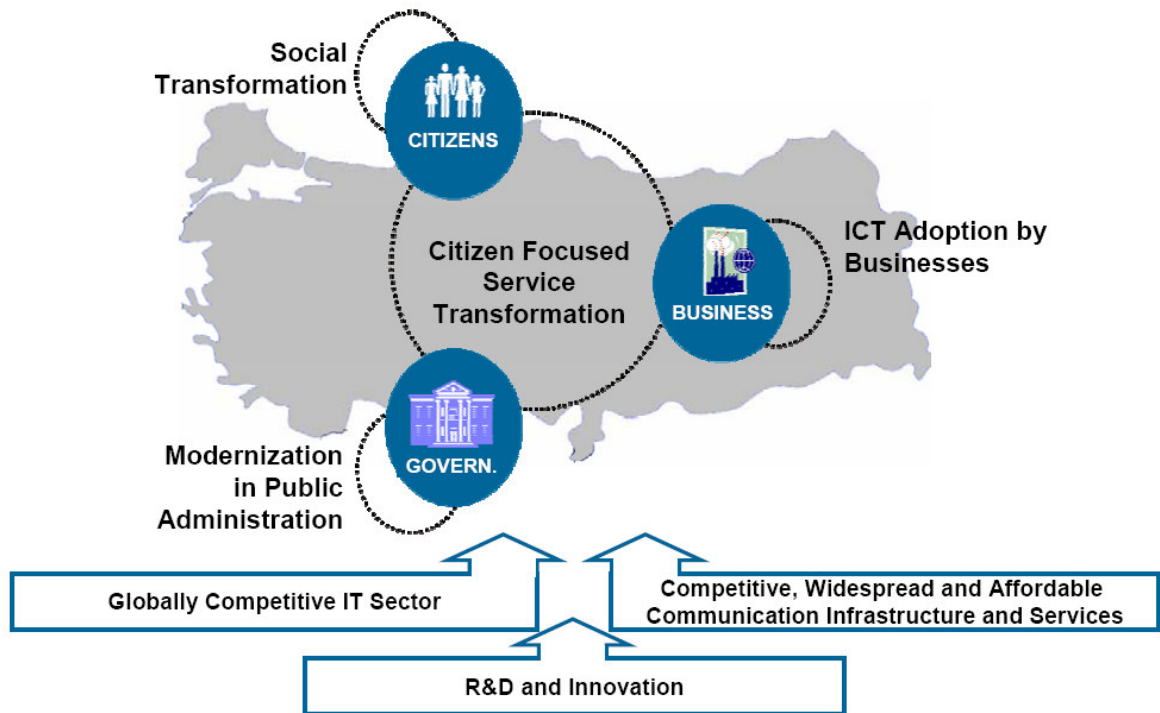 Social
Transformation
CITIZENS
Citizen Focused
Service
Transformation
ICT Adoption by
Businesses
BUSINESS
GOVERN.
Modernization
in Public
Administration
Globally Competitive IT Sector
Competitive, Widespread and Affordable
Communication Infrastructure and Services
R&D and Innovation